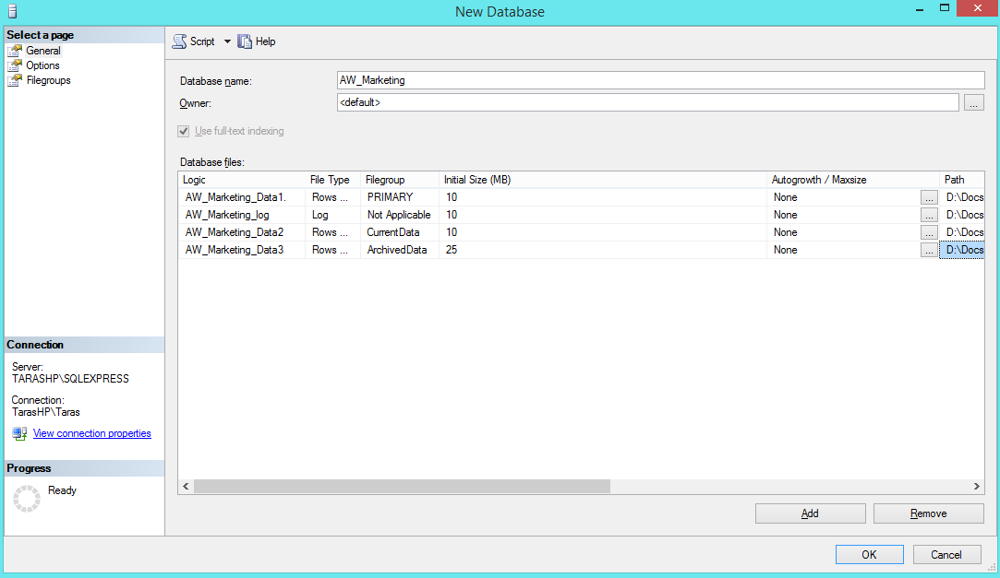 New Database
Select a page
General
Options
Filegroups
Script Help
Database name: AW_Marketing
Owner: <default> ...
Use full-text indexing
Database files:
Logic File Type Filegroup Initial Size (MB) Autogrowth / Maxsize Path
AW_Marketing_Data1. Rows ... PRIMARY 10 None ... D:\Docs
AW_Marketing_log Log Not Applicable 10 None ... D:\Docs
AW_Marketing_Data2 Rows ... CurrentData 10 None ... D:\Docs
AW_Marketing_Data3 Rows ... ArchivedData 25 None ... D:\Docs
Connection
Server:
TARASHP\SQLEXPRESS
Connection:
TarasHP\Taras
View connection properties
Progress
Ready
Add Remove
OK Cancel